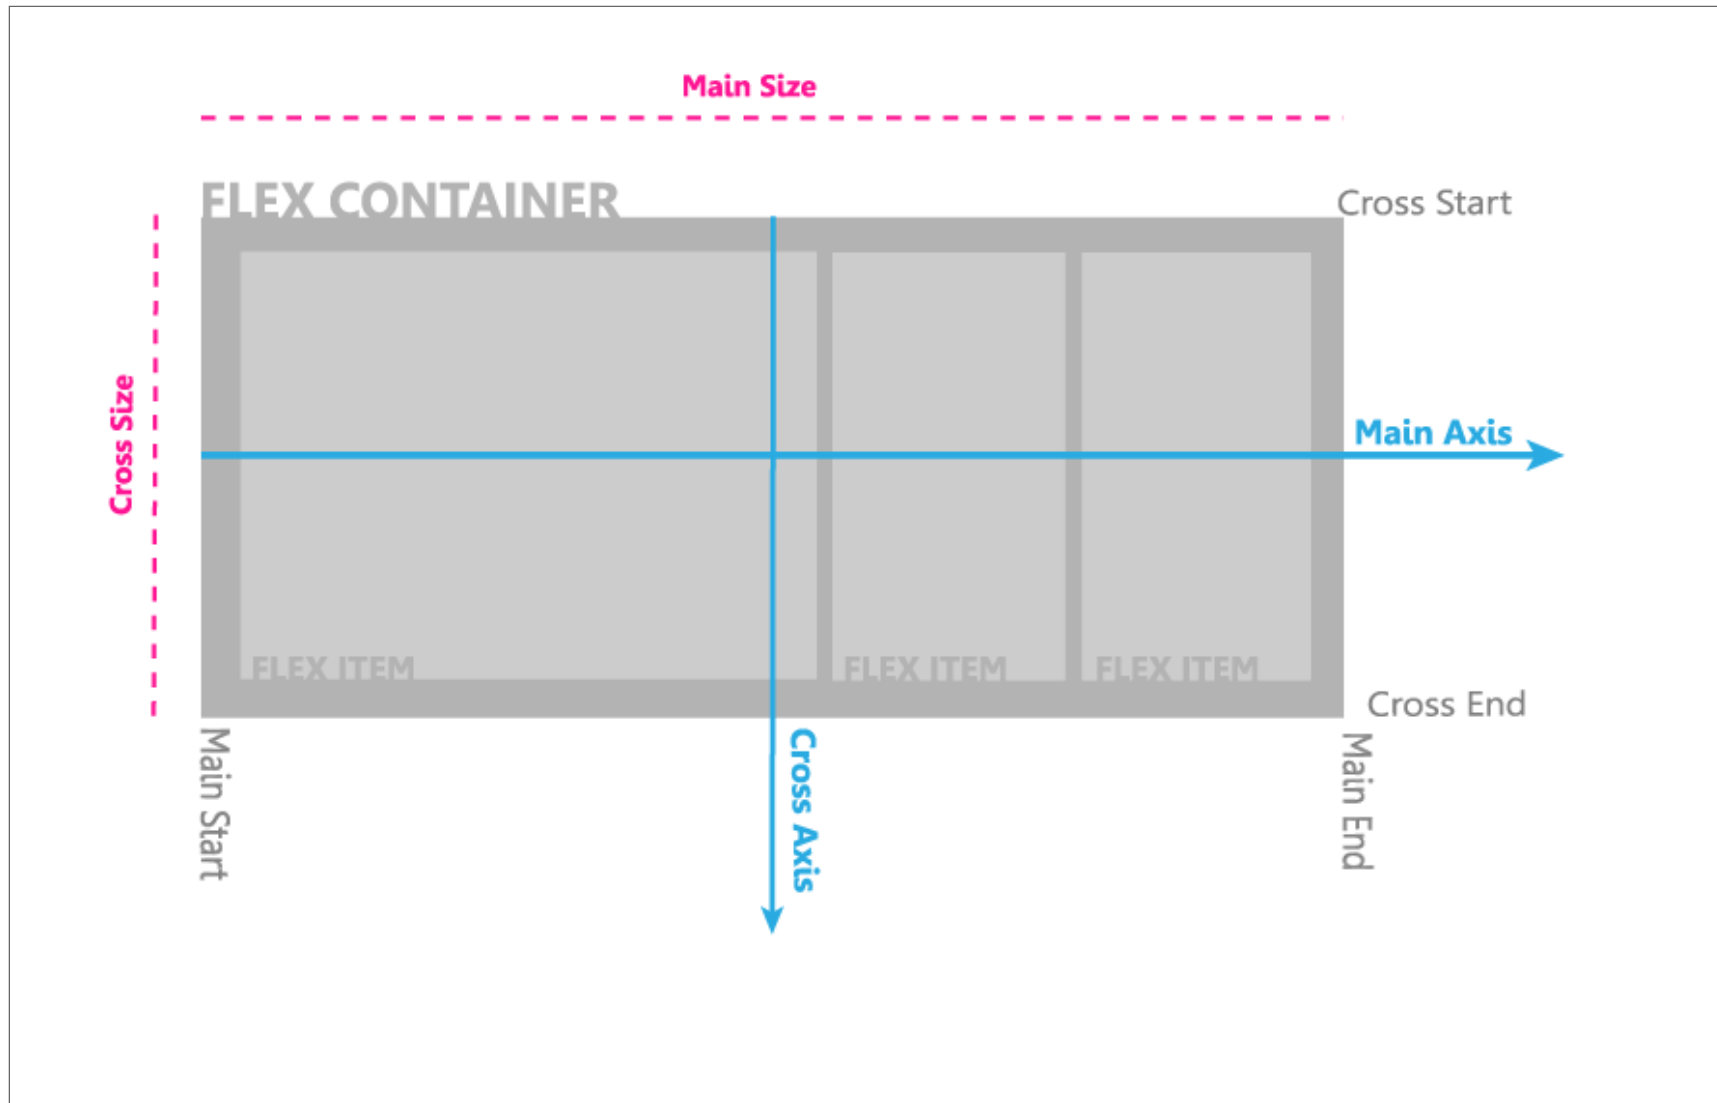 Main Size
FLEX CONTAINER
Cross Start
Cross Size
Main Axis
FLEX ITEM
FLEX ITEM
FLEX ITEM
Cross End
Main Start
Cross Axis
Main End